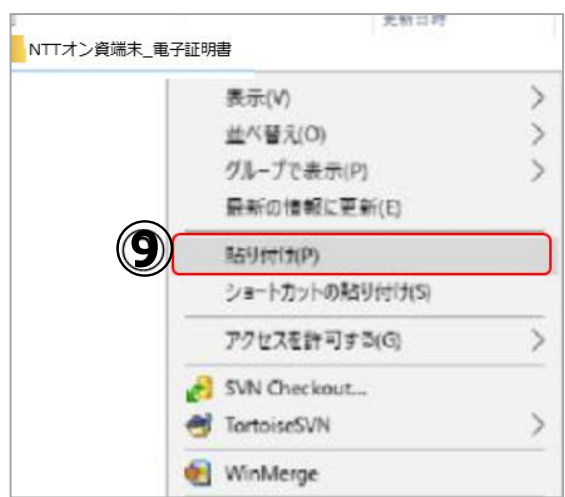 更新日時
NTTオン資端末_電子証明書
表示(V)
並べ替え(O)
グループで表示(P)
最新の情報に更新(E)
⑨
貼り付け(P)
ショートカットの貼り付け(S)
アクセスを許可する(G)
SVN Checkout...
TortoiseSVN
WinMerge